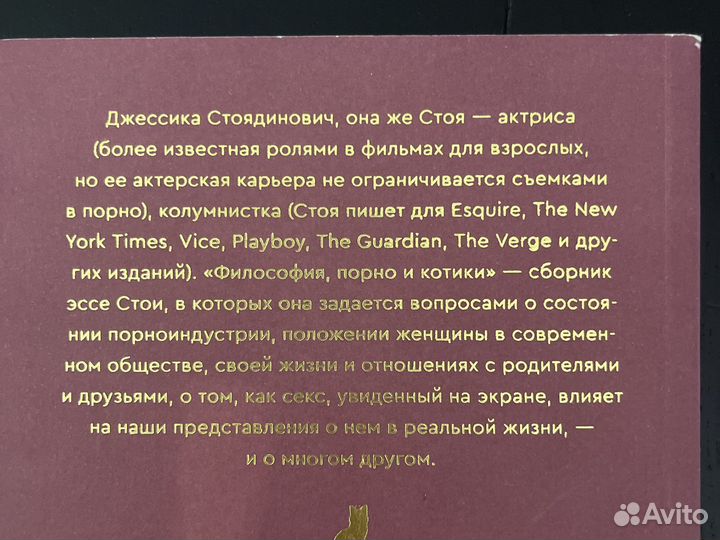 Джессика Стоядинович, она же Стоя — актриса
(более известная ролями в фильмах для взрослых,
но ее актерская карьера не ограничивается съемками
в порно), колумнистка (Стоя пишет для Esquire, The New
York Times, Vice, Playboy, The Guardian, The Verge и дру-
гих изданий). «Философия, порно и котики» — сборник
эссе Стои, в которых она задается вопросами о состоя-
нии порноиндустрии, положении женщины в современ-
ном обществе, своей жизни и отношениях с родителями
и друзьями, о том, как секс, увиденный на экране, влияет
на наши представления о нем в реальной жизни, —
и о многом другом.
Avito